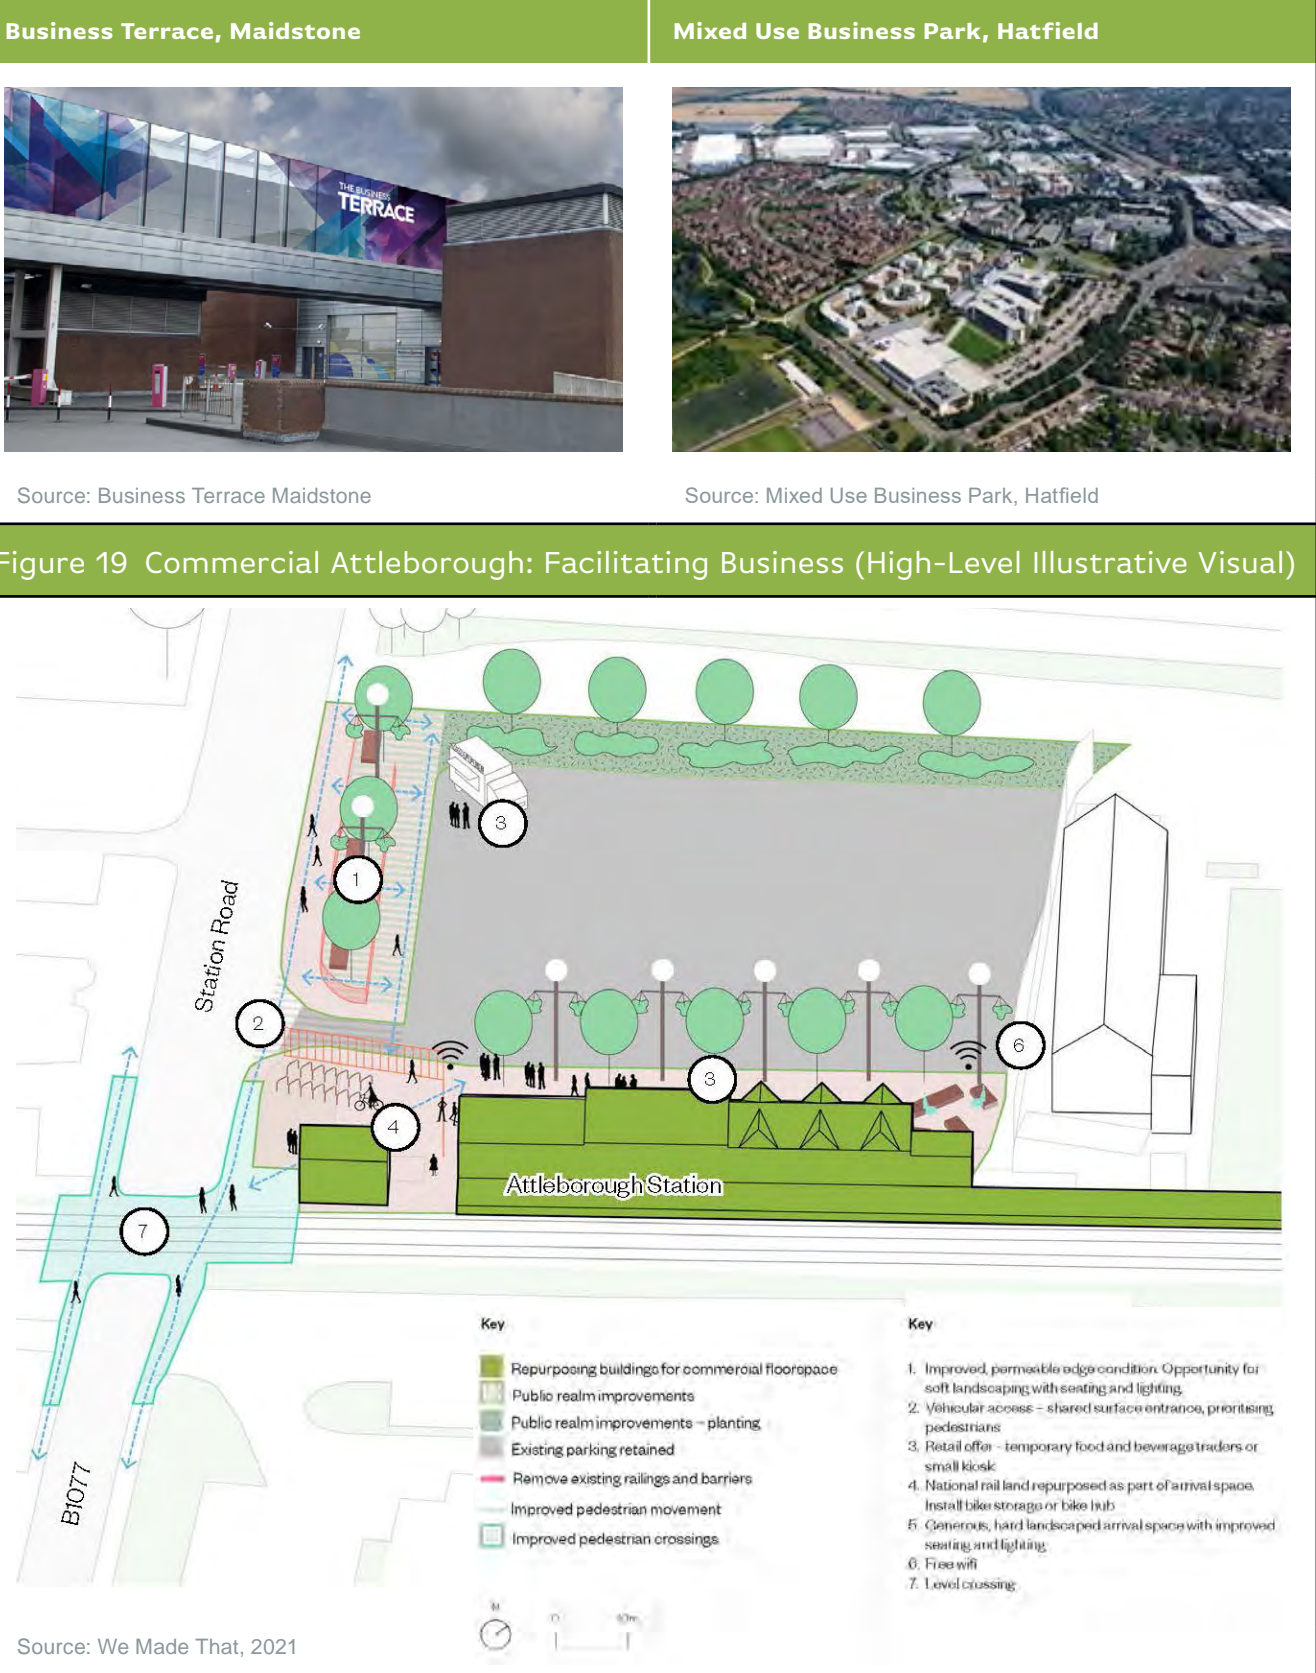 Business Terrace, Maidstone
Mixed Use Business Park, Hatfield
THE BUSINESS
TERRACE
Source: Business Terrace Maidstone
Source: Mixed Use Business Park, Hatfield
Figure 19 Commercial Attleborough: Facilitating Business (High-Level Illustrative Visual)
3
1
Station Road
2
6
3
4
Attleborough Station
7
B1077
Key
Repurposing buildings for commercial floorspace
Public realm improvements
Public realm improvements - planting
Existing parking retained
Remove existing railings and barriers
Improved pedestrian movement
Improved pedestrian crossings
Key
1. Improved, permeable edge condition. Opportunity for
soft landscaping with seating and lighting.
2. Vehicular access - shared surface entrance, prioritising
pedestrians
3. Retail offer - temporary food and beverage traders or
small kiosk
4. National rail land repurposed as part of arrival space.
Install bike storage or bike hub
5. Generous, hard landscaped arrival space with improved
seating and lighting
6. Free wifi
7. Level crossing
N
0
10m
Source: We Made That, 2021